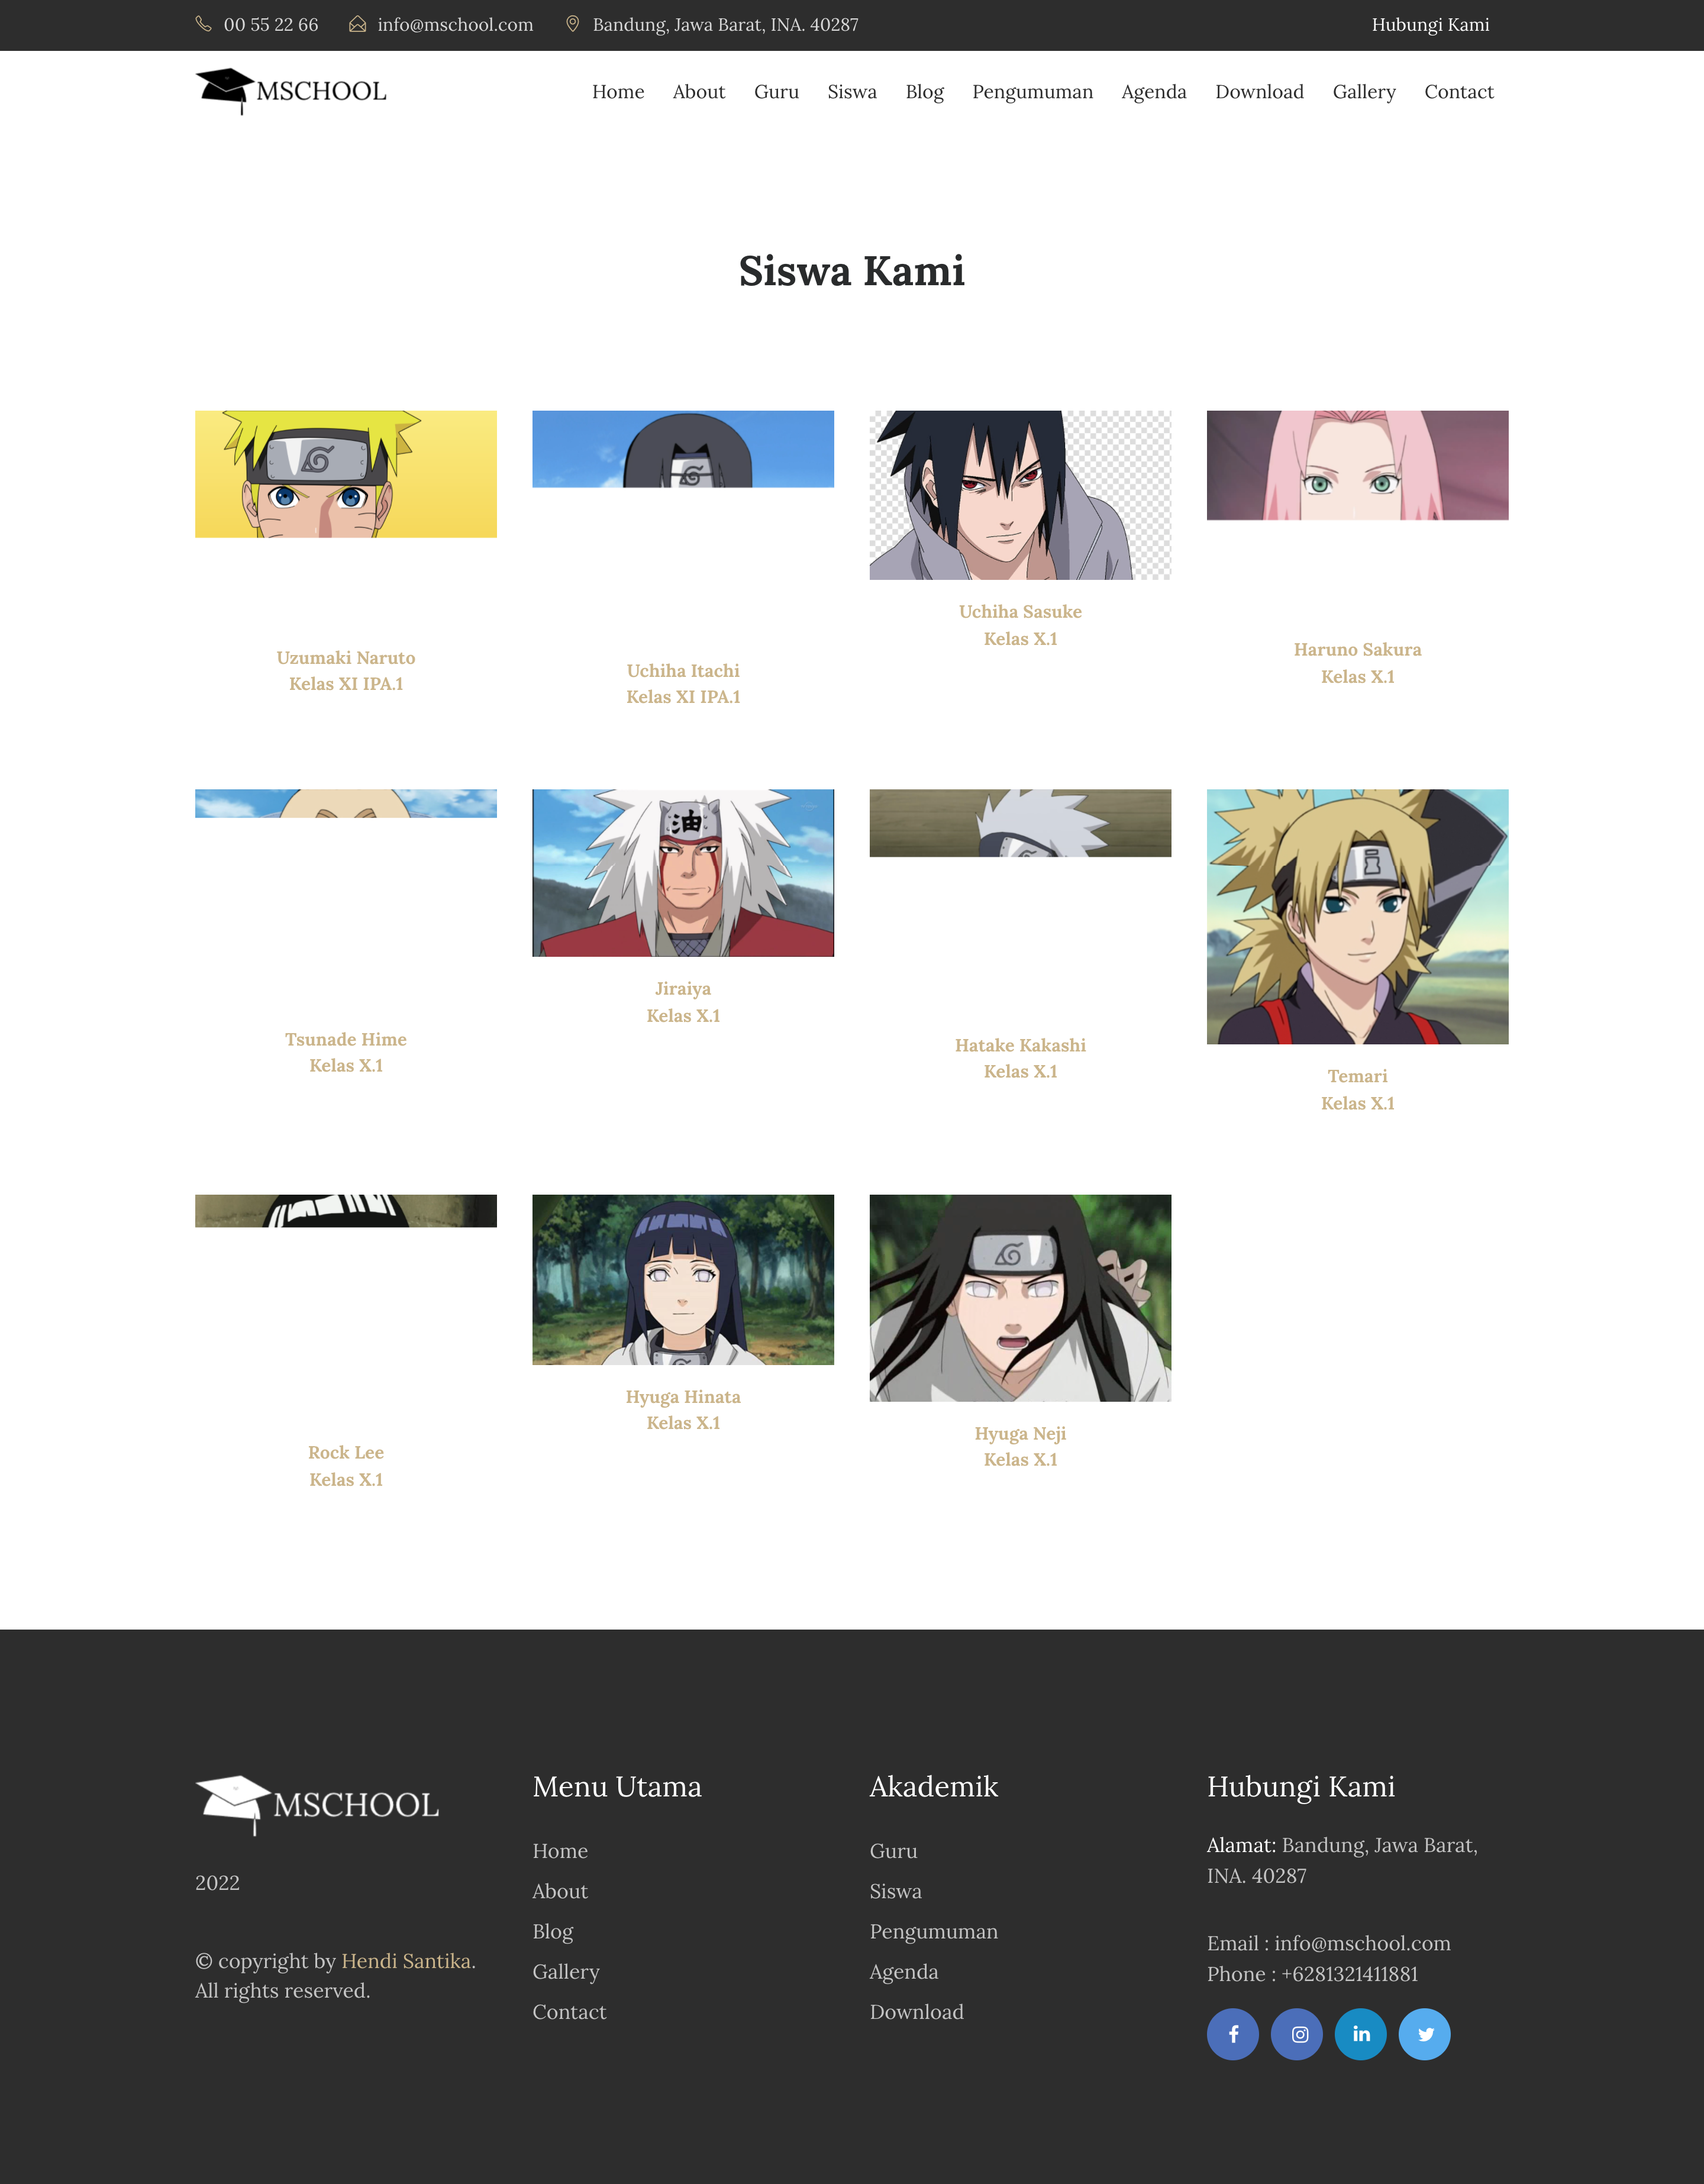 00 55 22 66 info@mschool.com Bandung, Jawa Barat, INA. 40287 Hubungi Kami
MSCHOOL Home About Guru Siswa Blog Pengumuman Agenda Download Gallery Contact
Siswa Kami
Uzumaki Naruto
Kelas XI IPA.1
Uchiha Itachi
Kelas XI IPA.1
Uchiha Sasuke
Kelas X.1
Haruno Sakura
Kelas X.1
油
Tsunade Hime
Kelas X.1
Jiraiya
Kelas X.1
Hatake Kakashi
Kelas X.1
Temari
Kelas X.1
Rock Lee
Kelas X.1
Hyuga Hinata
Kelas X.1
Hyuga Neji
Kelas X.1
MSCHOOL
2022
© copyright by Hendi Santika.
All rights reserved.
Menu Utama
Home
About
Blog
Gallery
Contact
Akademik
Guru
Siswa
Pengumuman
Agenda
Download
Hubungi Kami
Alamat: Bandung, Jawa Barat,
INA. 40287
Email : info@mschool.com
Phone : +6281321411881